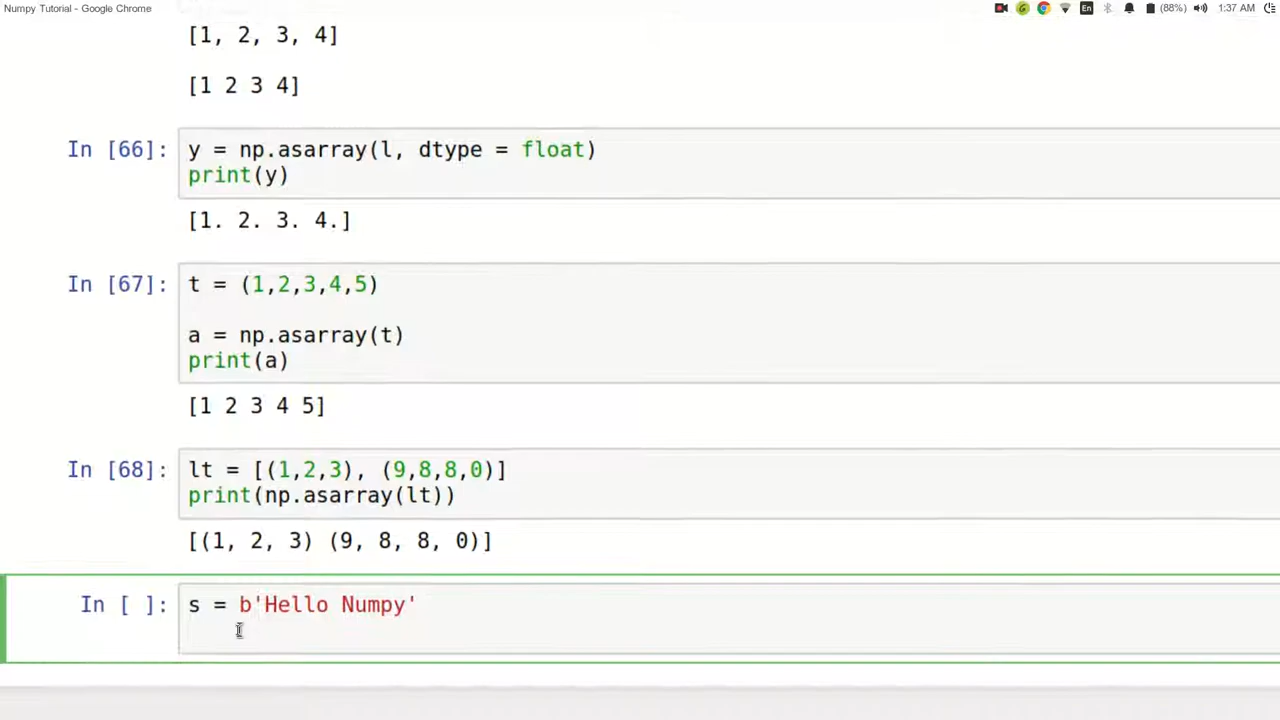 Numpy Tutorial - Google Chrome
En
(88%)
1:37 AM
[1, 2, 3, 4]
[1 2 3 4]
In [66]:
y = np.asarray(l, dtype = float)
print(y)
[1. 2. 3. 4.]
In [67]:
t = (1,2,3,4,5)
a = np.asarray(t)
print(a)
[1 2 3 4 5]
In [68]:
lt = [(1,2,3), (9,8,8,0)]
print(np.asarray(lt))
[(1, 2, 3) (9, 8, 8, 0)]
In [ ]:
s = b'Hello Numpy'